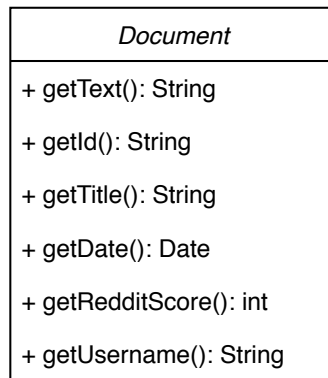 Document
+ getText(): String
+ getId(): String
+ getTitle(): String
+ getDate(): Date
+ getRedditScore(): int
+ getUsername(): String